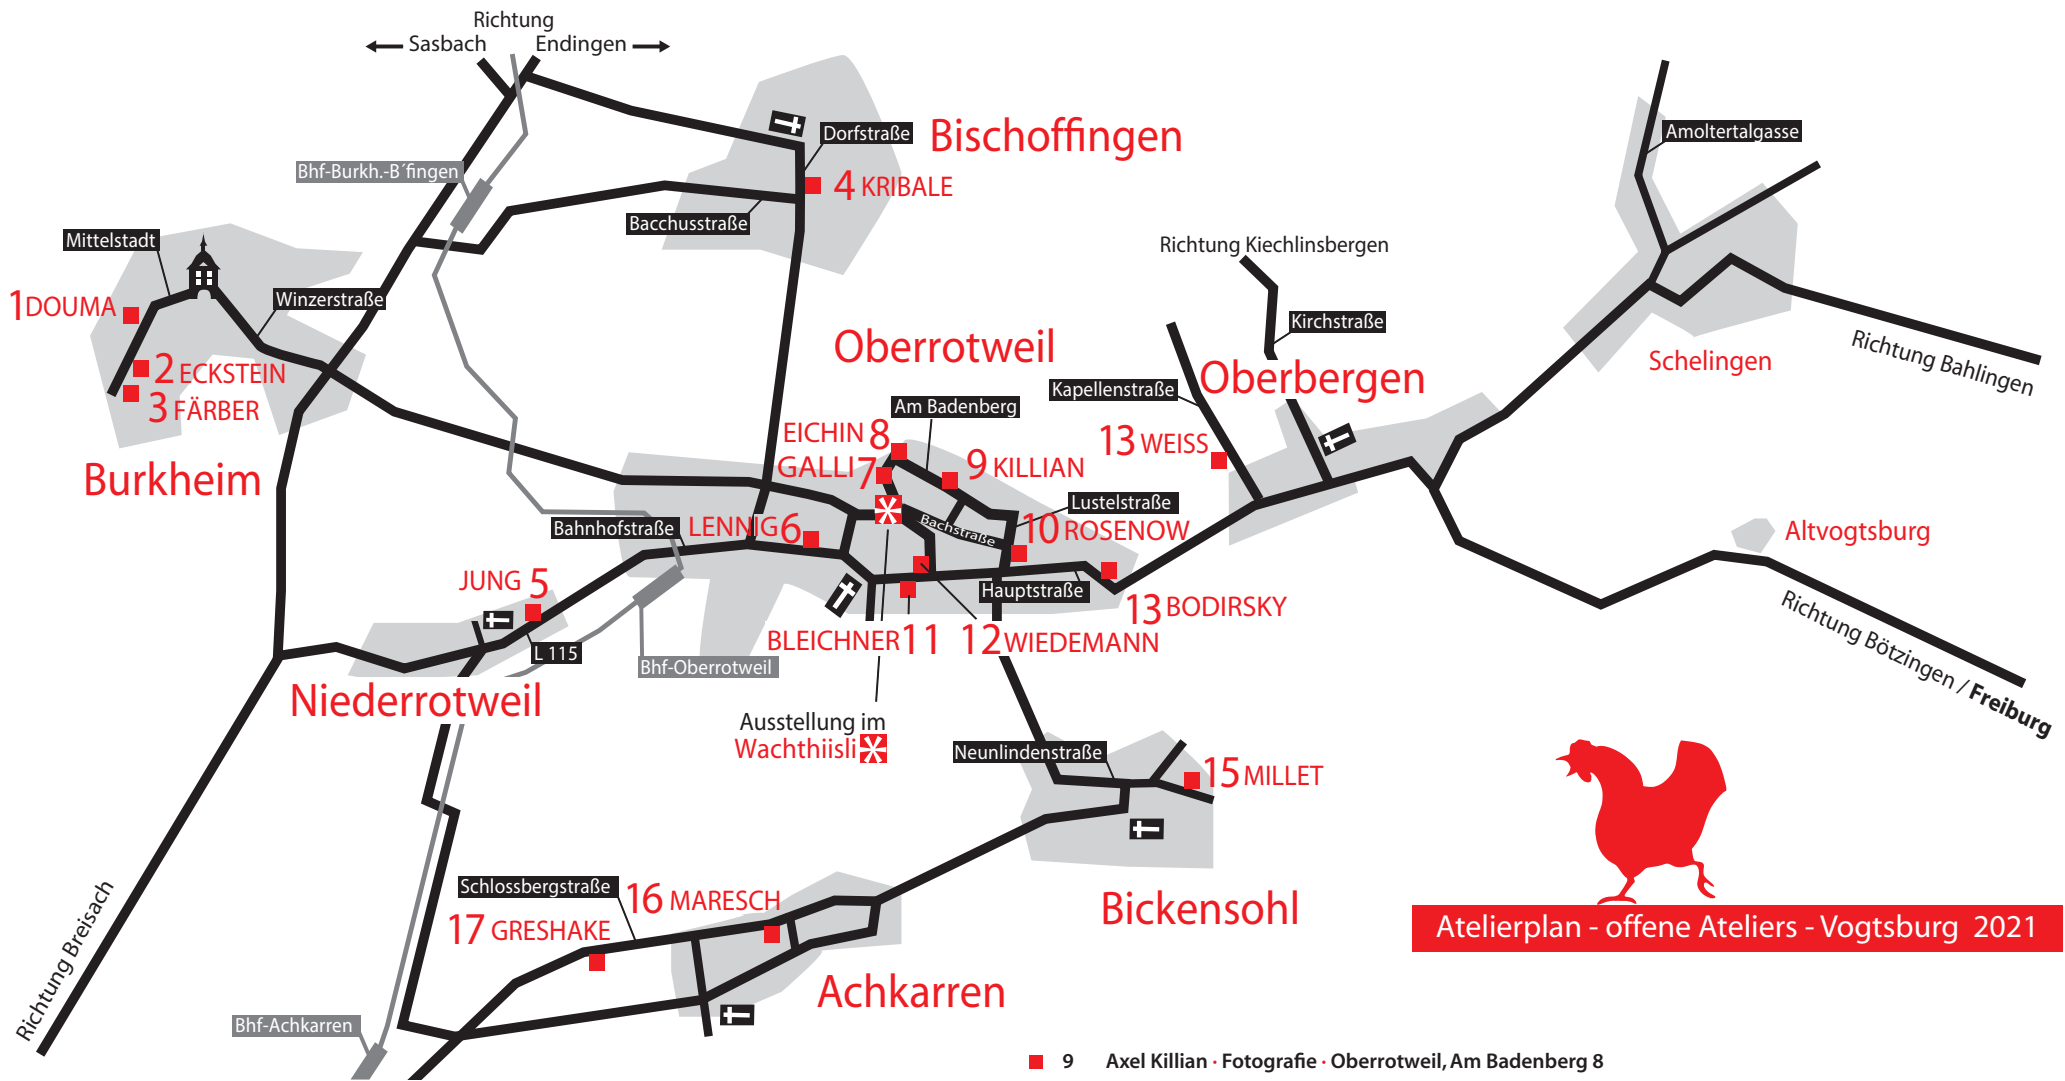 Richtung
Sasbach Endingen
Bischoffingen
Dorfstraße
4 KRIBALE
Bhf-Burkh.-B´fingen
Bacchusstraße
Amoltertalgasse
Mittelstadt
Winzerstraße
1 DOUMA
2 ECKSTEIN
3 FÄRBER
Burkheim
Richtung Kiechlinsbergen
Kirchstraße
Oberrotweil
Kapellenstraße
Oberbergen
Schelingen
Richtung Bahlingen
Am Badenberg
EICHIN 8
GALLI 7
9 KILLIAN
13 WEISS
Lustelstraße
Bachstraße
10 ROSENOW
Bahnhofstraße
LENNIG 6
Altvogtsburg
JUNG 5
Hauptstraße
13 BODIRSKY
BLEICHNER 11
12 WIEDEMANN
L 115
Bhf-Oberrotweil
Richtung Bötzingen / Freiburg
Niederrotweil
Ausstellung im
Wachthiisli
Neunlindenstraße
15 MILLET
Schlossbergstraße
16 MARESCH
17 GRESHAKE
Bickensohl
Atelierplan - offene Ateliers - Vogtsburg 2021
Richtung Breisach
Achkarren
Bhf-Achkarren
9 Axel Killian · Fotografie · Oberrotweil, Am Badenberg 8